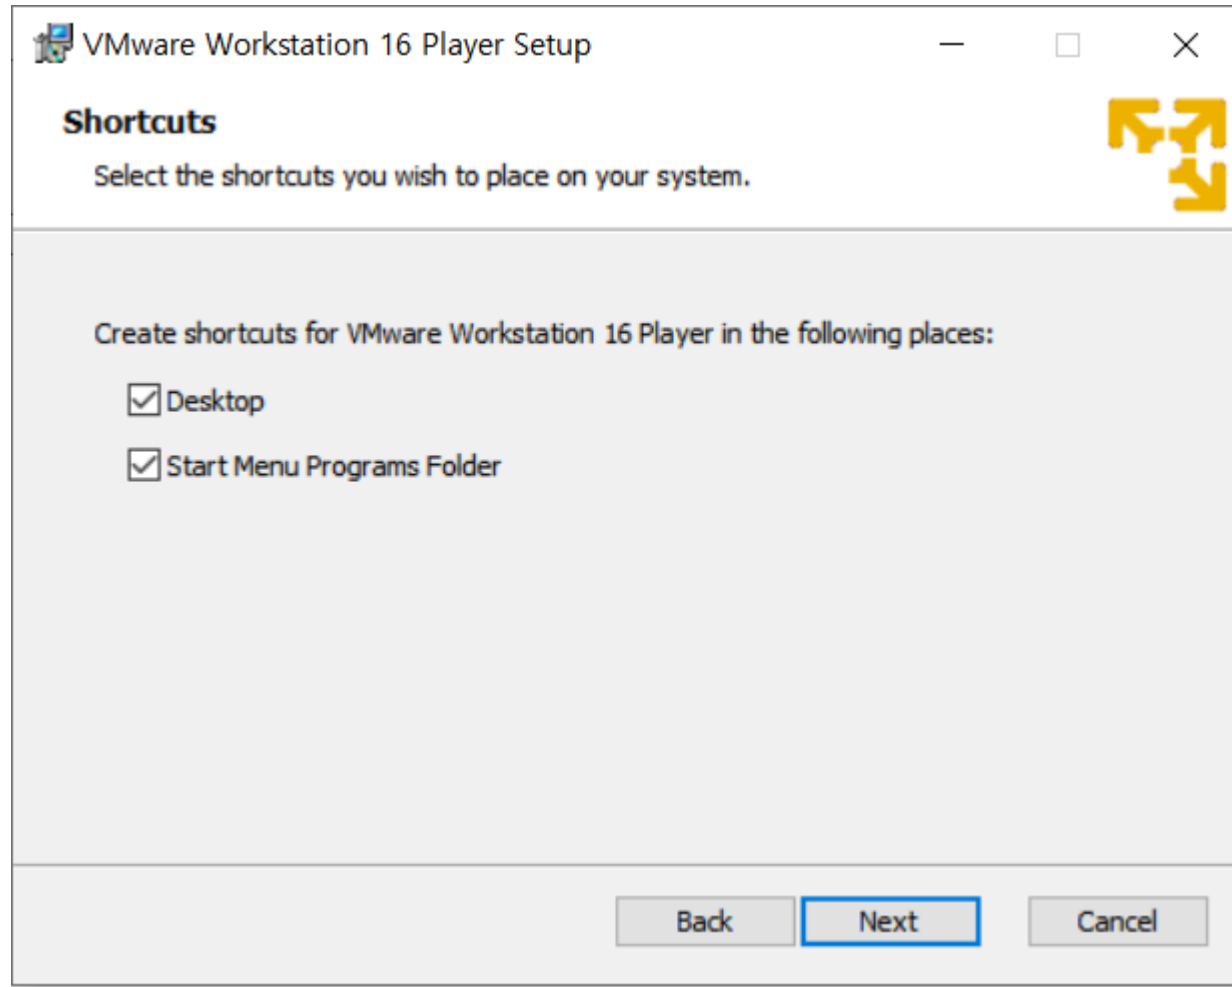 VMware Workstation 16 Player Setup
Shortcuts
Select the shortcuts you wish to place on your system.
Create shortcuts for VMware Workstation 16 Player in the following places:
Desktop
Start Menu Programs Folder
Back Next Cancel